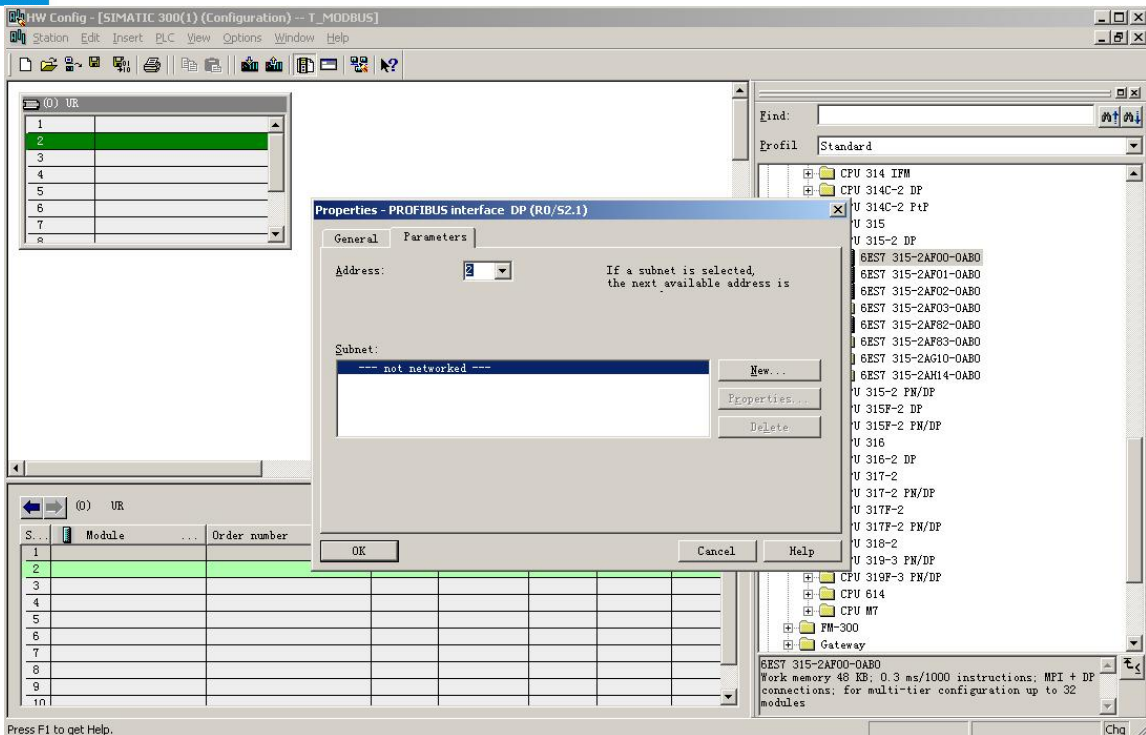 HW Config - [SIMATIC 300(1) (Configuration) -- T_MODBUS]
Station Edit Insert PLC View Options Window Help
(0) UR
1
2
3
4
5
6
7
8
Find:
Profil Standard
CPU 314 IFM
CPU 314C-2 DP
U 314C-2 PtP
U 315
U 315-2 DP
6ES7 315-2AF00-0AB0
6ES7 315-2AF01-0AB0
6ES7 315-2AF02-0AB0
6ES7 315-2AF03-0AB0
6ES7 315-2AF82-0AB0
6ES7 315-2AF83-0AB0
6ES7 315-2AG10-0AB0
6ES7 315-2AH14-0AB0
U 315-2 PN/DP
U 315F-2 DP
U 315F-2 PN/DP
U 316
U 316-2 DP
U 317-2
U 317-2 PN/DP
U 317F-2
U 317F-2 PN/DP
U 318-2
U 319-3 PN/DP
CPU 319F-3 PN/DP
CPU 614
CPU M7
FM-300
Gateway
6ES7 315-2AF00-0AB0
Work memory 48 KB; 0.3 ms/1000 instructions; MPI + DP
connections; for multi-tier configuration up to 32
modules
Properties - PROFIBUS interface DP (R0/S2.1)
General Parameters
Address: 2
If a subnet is selected,
the next available address is
Subnet:
--- not networked ---
New...
Properties...
Delete
OK Cancel Help
(0) UR
S... Module ... Order number
1
2
3
4
5
6
7
8
9
10
Press F1 to get Help.
Chg